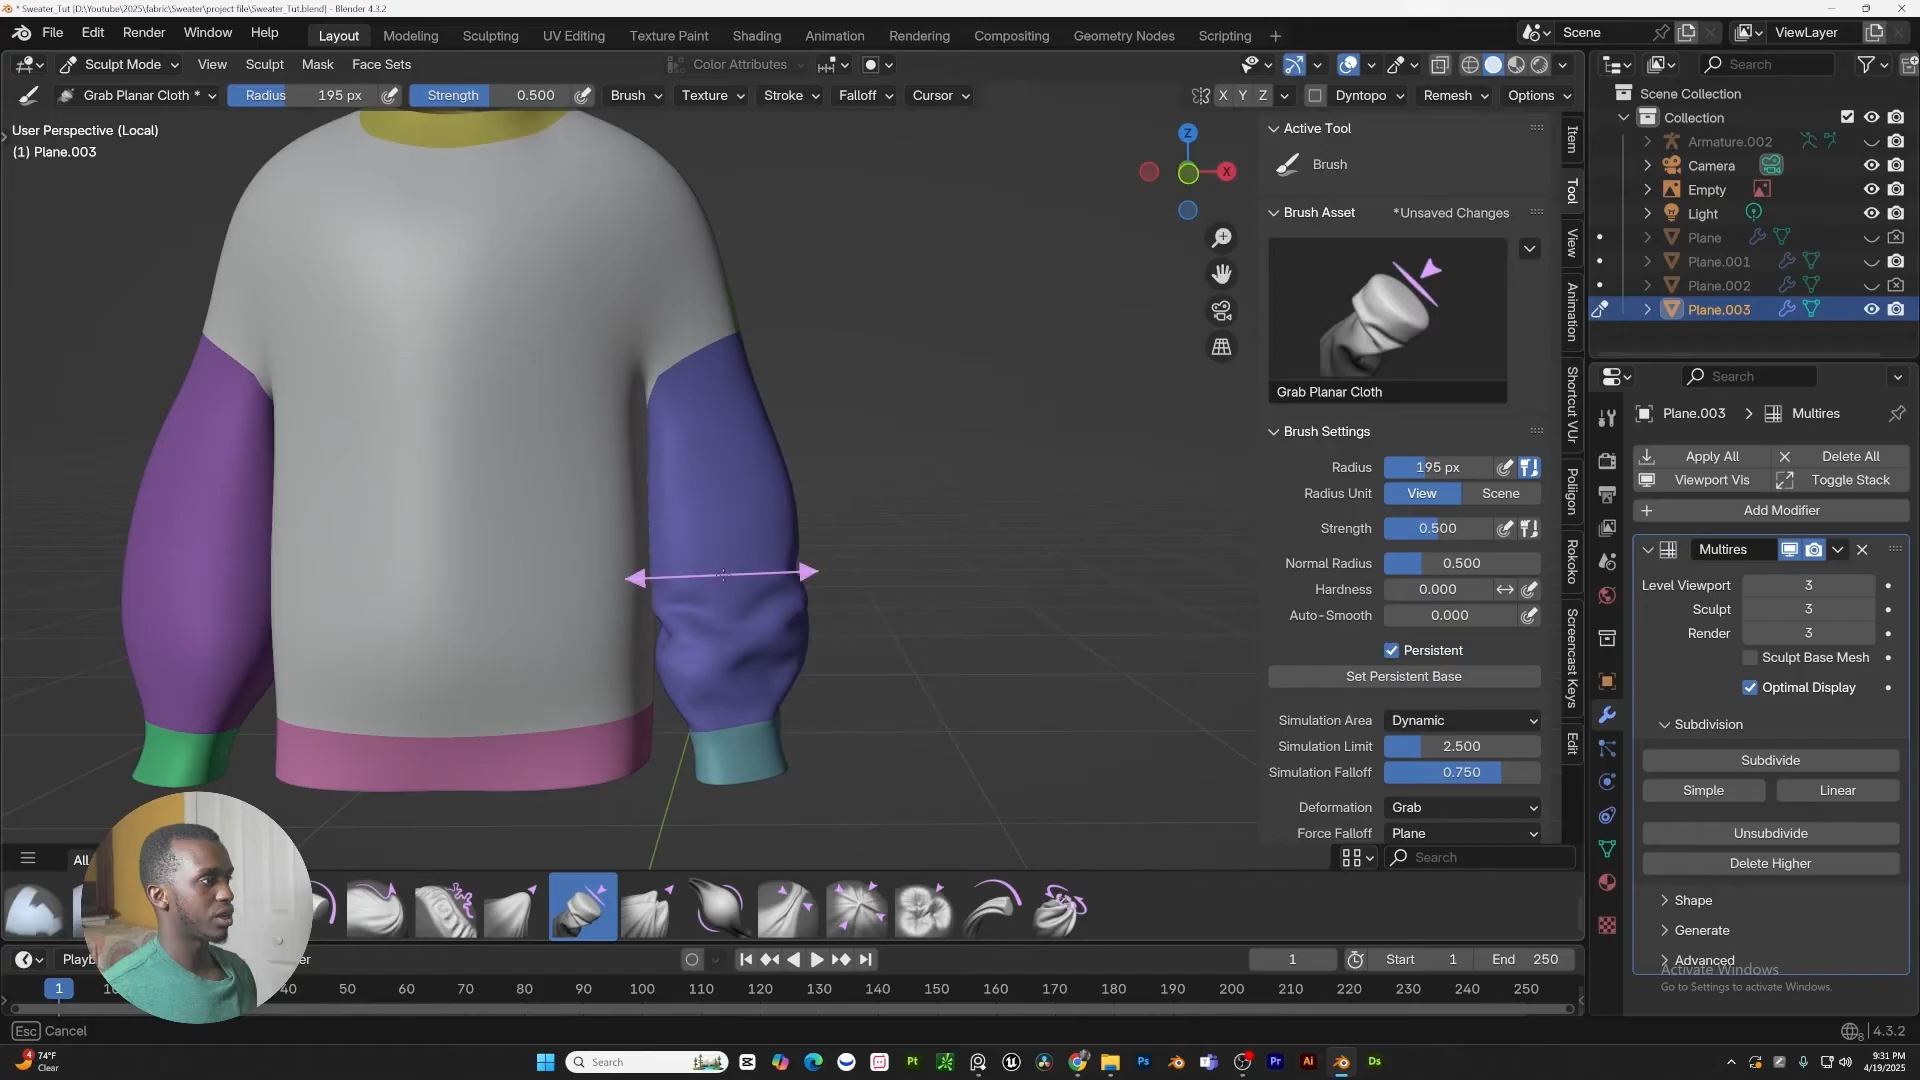 * Sweater_Tut [D:\Youtube\2025\fabric\Sweater\project file\Sweater_Tut.blend] - Blender 4.3.2
File Edit Render Window Help
Layout Modeling Sculpting UV Editing Texture Paint Shading Animation Rendering Compositing Geometry Nodes Scripting +
Scene
ViewLayer
Sculpt Mode View Sculpt Mask Face Sets
Color Attributes
Search
Grab Planar Cloth *
Radius 195 px
Strength 0.500
Brush Texture Stroke Falloff Cursor
X Y Z
Dyntopo Remesh Options
User Perspective (Local)
(1) Plane.003
Z
X
Active Tool
Brush
Brush Asset *Unsaved Changes
Grab Planar Cloth
Brush Settings
Radius 195 px
Radius Unit View Scene
Strength 0.500
Normal Radius 0.500
Hardness 0.000
Auto-Smooth 0.000
Persistent
Set Persistent Base
Simulation Area Dynamic
Simulation Limit 2.500
Simulation Falloff 0.750
Deformation Grab
Force Falloff Plane
Item
Tool
View
Animation
Shortcut VUr
Poliigon
Rokoko
Screencast Keys
Edit
Scene Collection
Collection
Armature.002
Camera
Empty
Light
Plane
Plane.001
Plane.002
Plane.003
Search
Plane.003 > Multires
Apply All Delete All
Viewport Vis Toggle Stack
Add Modifier
Multires
Level Viewport 3
Sculpt 3
Render 3
Sculpt Base Mesh
Optimal Display
Subdivision
Subdivide
Simple Linear
Unsubdivide
Delete Higher
Shape
Generate
Advanced
Activate Windows
Go to Settings to activate Windows.
All
Search
1 Start 1 End 250
1 40 50 60 70 80 90 100 110 120 130 140 150 160 170 180 190 200 210 220 230 240 250
Esc Cancel
4.3.2
4
74°F
Clear
Search
Pt
Ps
Pr
Ai
Ds
9:31 PM
4/19/2025